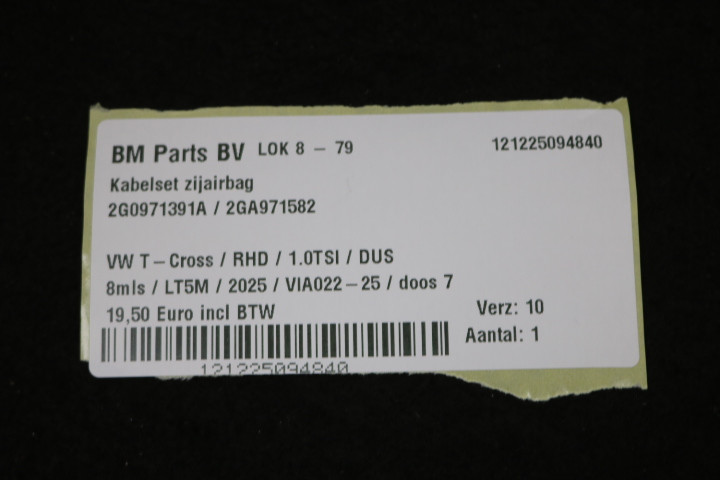 BM Parts BV LOK 8 - 79 121225094840
Kabelset zijairbag
2G0971391A / 2GA971582
VW T-Cross / RHD / 1.0TSI / DUS
8mls / LT5M / 2025 / VIA022-25 / doos 7
19,50 Euro incl BTW Verz: 10
Aantal: 1
121225094840